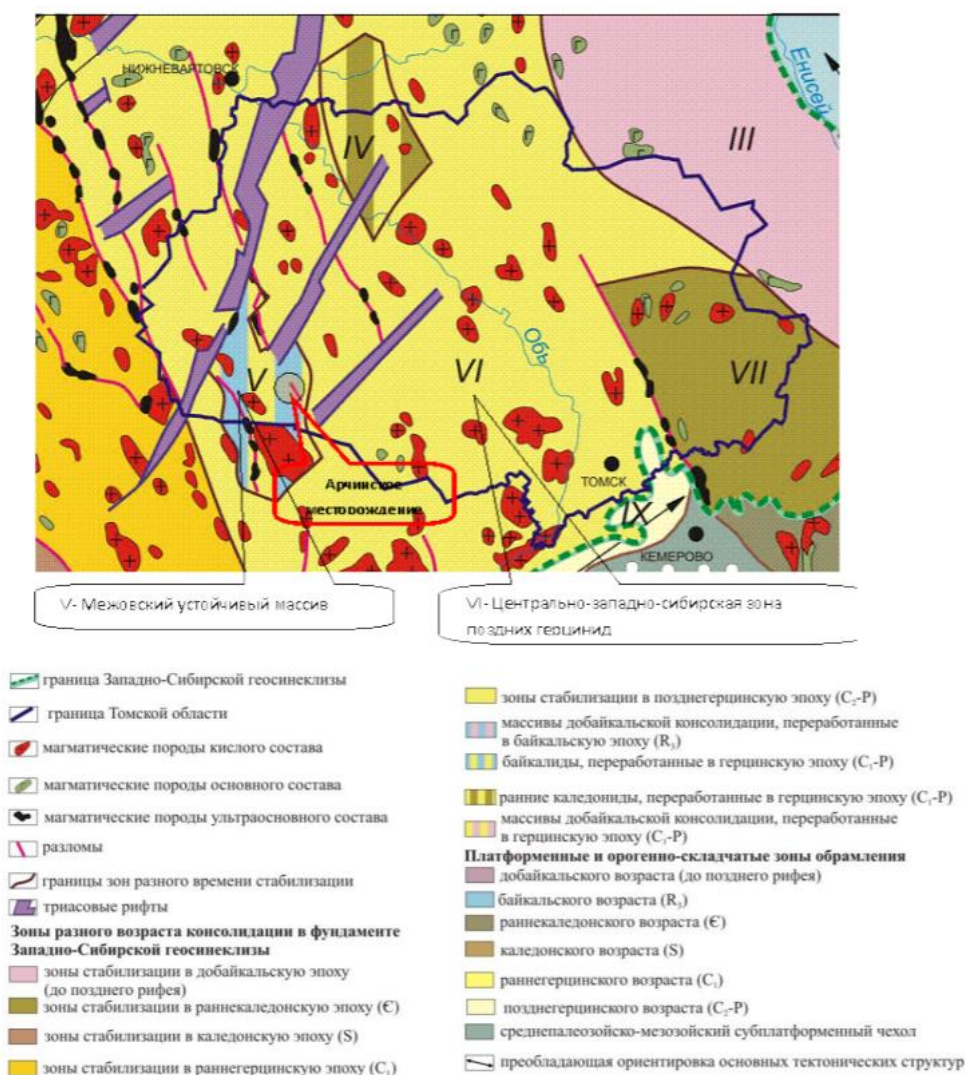 НИЖНЕВАРТОВСК
Енисей
III
IV
Обь
V
VI
VII
Арчинское
месторождение
ТОМСК
IX
КЕМЕРОВО
V- Межовский устойчивый массив
VI- Центрально-западно-сибирская зона
поздних герцинид
граница Западно-Сибирской геосинеклизы
граница Томской области
магматические породы кислого состава
магматические породы основного состава
магматические породы ультраосновного состава
разломы
границы зон разного времени стабилизации
триасовые рифты
Зоны разного возраста консолидации в фундаменте
Западно-Сибирской геосинеклизы
зоны стабилизации в добайкальскую эпоху
(до позднего рифея)
зоны стабилизации в раннекаледонскую эпоху (Є)
зоны стабилизации в каледонскую эпоху (S)
зоны стабилизации в раннегерцинскую эпоху (C₁)
зоны стабилизации в позднегерцинскую эпоху (C₂-P)
массивы добайкальской консолидации, переработанные
в байкальскую эпоху (R₃)
байкалиды, переработанные в герцинскую эпоху (C₁-P)
ранние каледониды, переработанные в герцинскую эпоху (C₁-P)
массивы добайкальской консолидации, переработанные
в герцинскую эпоху (C₁-P)
Платформенные и орогенно-складчатые зоны обрамления
добайкальского возраста (до позднего рифея)
байкальского возраста (R₃)
раннекаледонского возраста (Є)
каледонского возраста (S)
раннегерцинского возраста (C₁)
позднегерцинского возраста (C₂-P)
среднепалеозойско-мезозойский субплатформенный чехол
преобладающая ориентировка основных тектонических структур